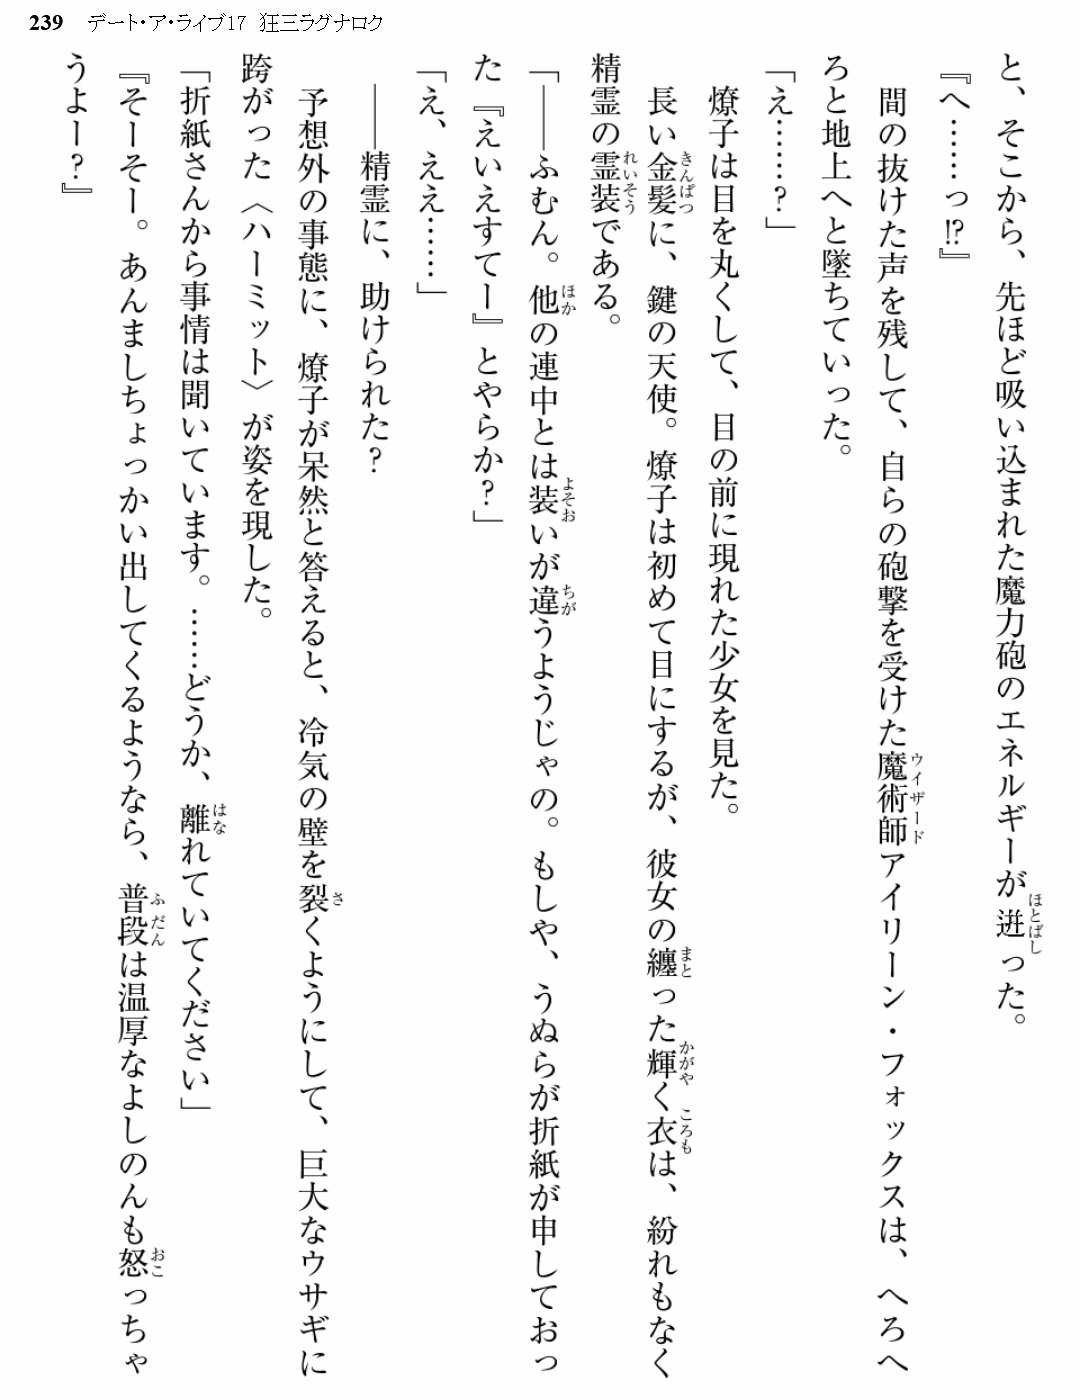 239 デート・ア・ライブ17 狂三ラグナロク
と、そこから、先ほど吸い込まれた魔力砲のエネルギーが迸った。
『へ……っ!?』
　間の抜けた声を残して、自らの砲撃を受けた魔術師アイリーン・フォックスは、へろへ
ろと地上へと墜ちていった。
「え……？」
　燎子は目を丸くして、目の前に現れた少女を見た。
　長い金髪に、鍵の天使。燎子は初めて目にするが、彼女の纏った輝く衣は、紛れもなく
精霊の霊装である。
「――ふむん。他の連中とは装いが違うようじゃの。もしや、うぬらが折紙が申しておっ
た『えいえすてー』とやらか？」
「え、ええ……」
　――精霊に、助けられた？
　予想外の事態に、燎子が呆然と答えると、冷気の壁を裂くようにして、巨大なウサギに
跨がった〈ハーミット〉が姿を現した。
「折紙さんから事情は聞いています。……どうか、離れていてください」
『そーそー。あんましちょっかい出してくるようなら、普段は温厚なよしのんも怒っちゃ
うよー？』